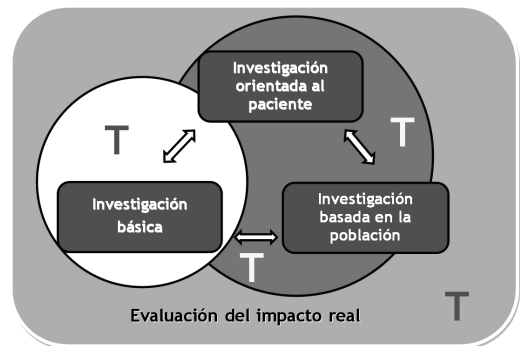 Investigación
orientada al
paciente
T
T
Investigación
básica
Investigación
basada en la
población
T
Evaluación del impacto real
T